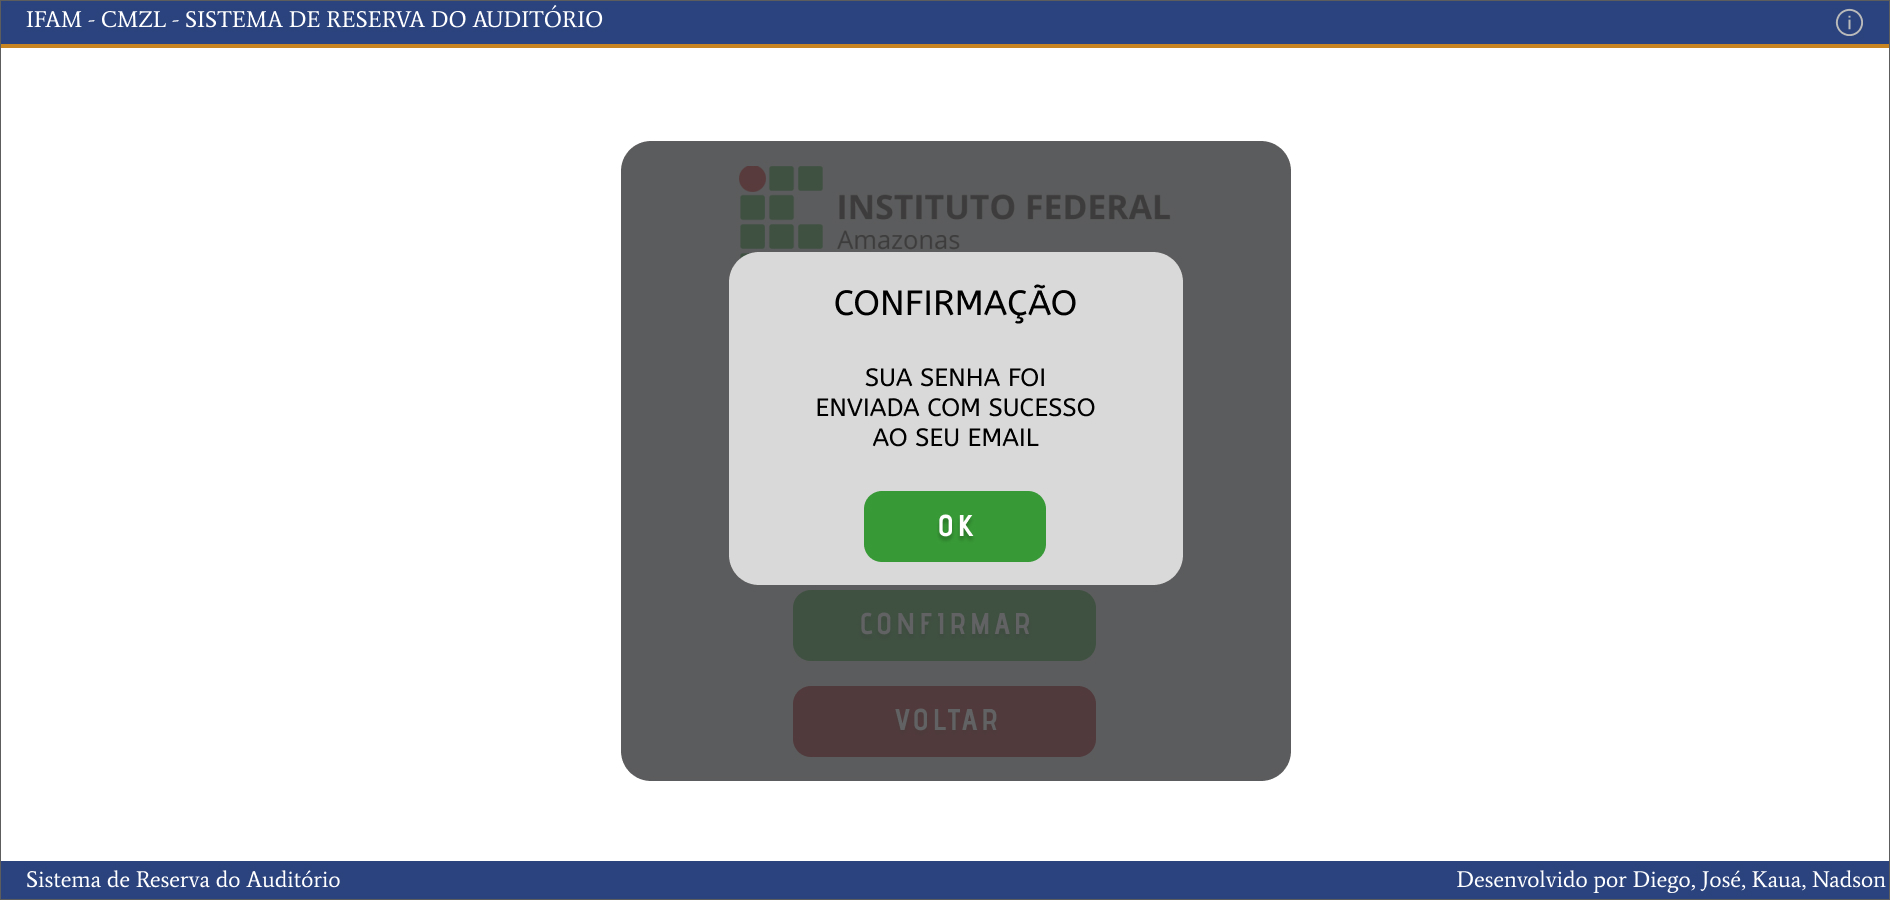 IFAM - CMZL - SISTEMA DE RESERVA DO AUDITÓRIO
i
INSTITUTO FEDERAL
Amazonas
CONFIRMAÇÃO
SUA SENHA FOI
ENVIADA COM SUCESSO
AO SEU EMAIL
OK
CONFIRMAR
VOLTAR
Sistema de Reserva do Auditório
Desenvolvido por Diego, José, Kaua, Nadson